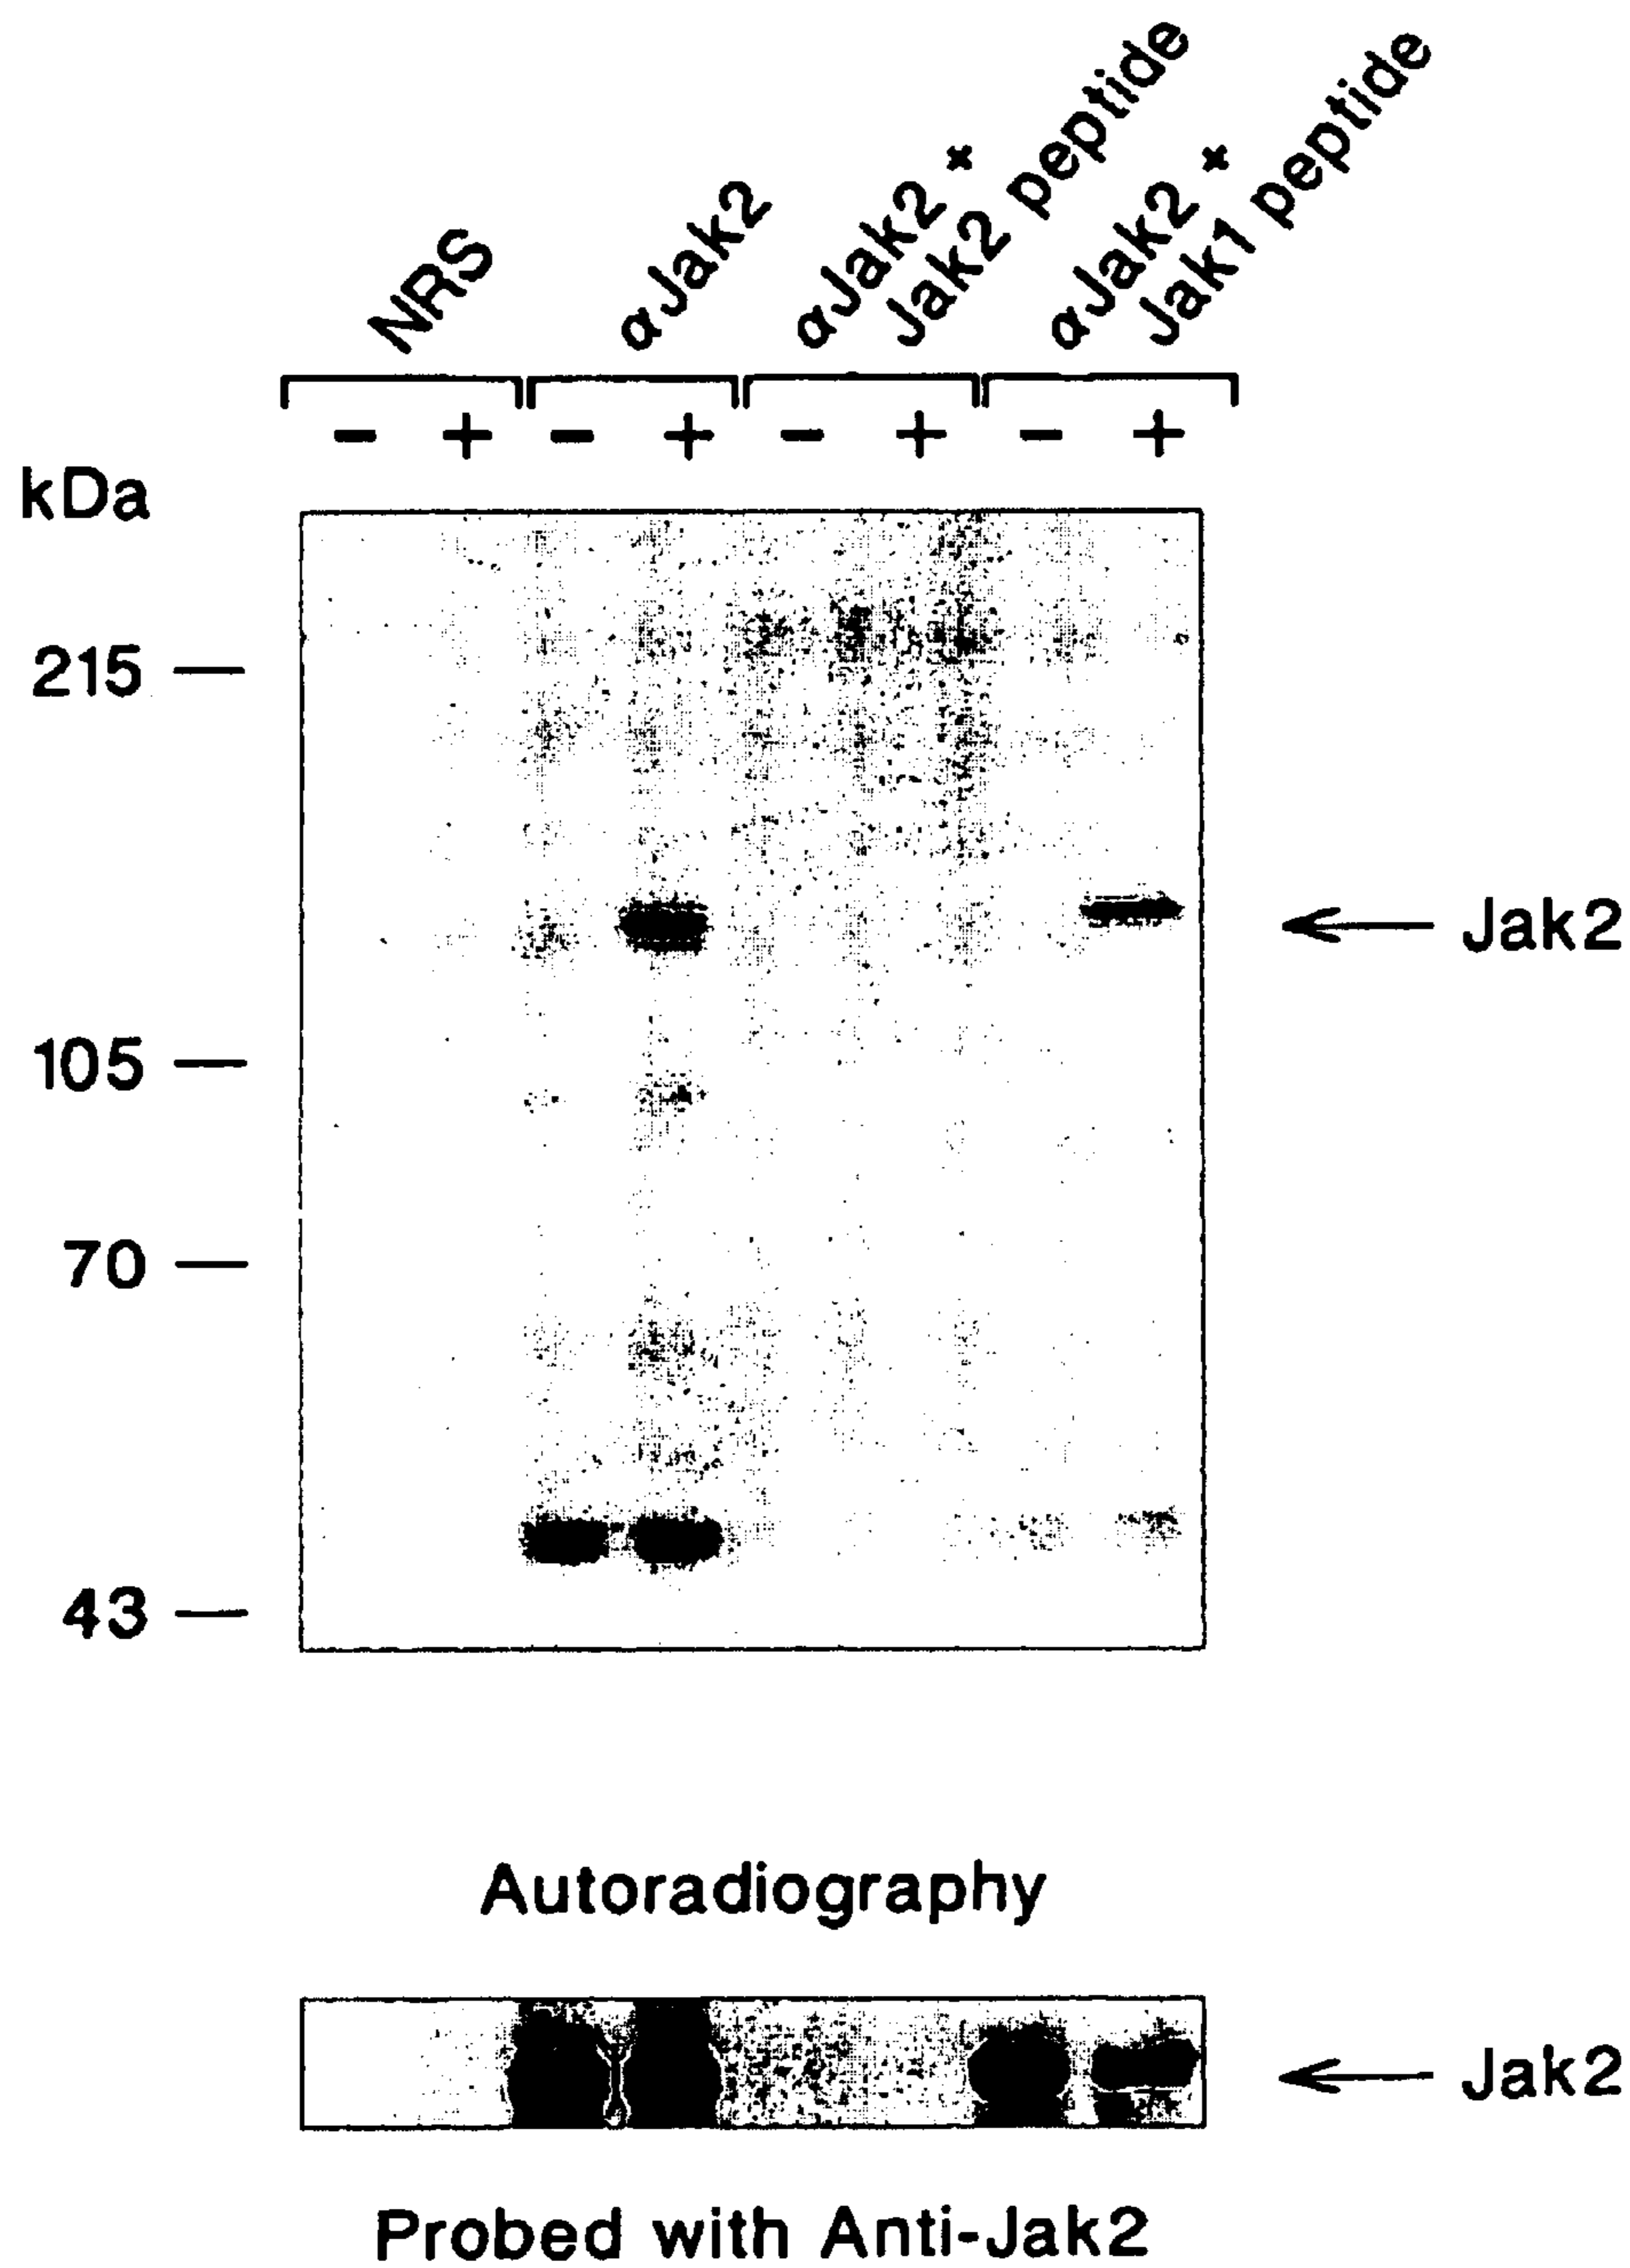 NRS
αJak2
αJak2 +
Jak2 peptide
αJak2 +
Jak1 peptide
− + − + − + − +
kDa
215
105
70
43
Jak2
Autoradiography
Jak2
Probed with Anti-Jak2